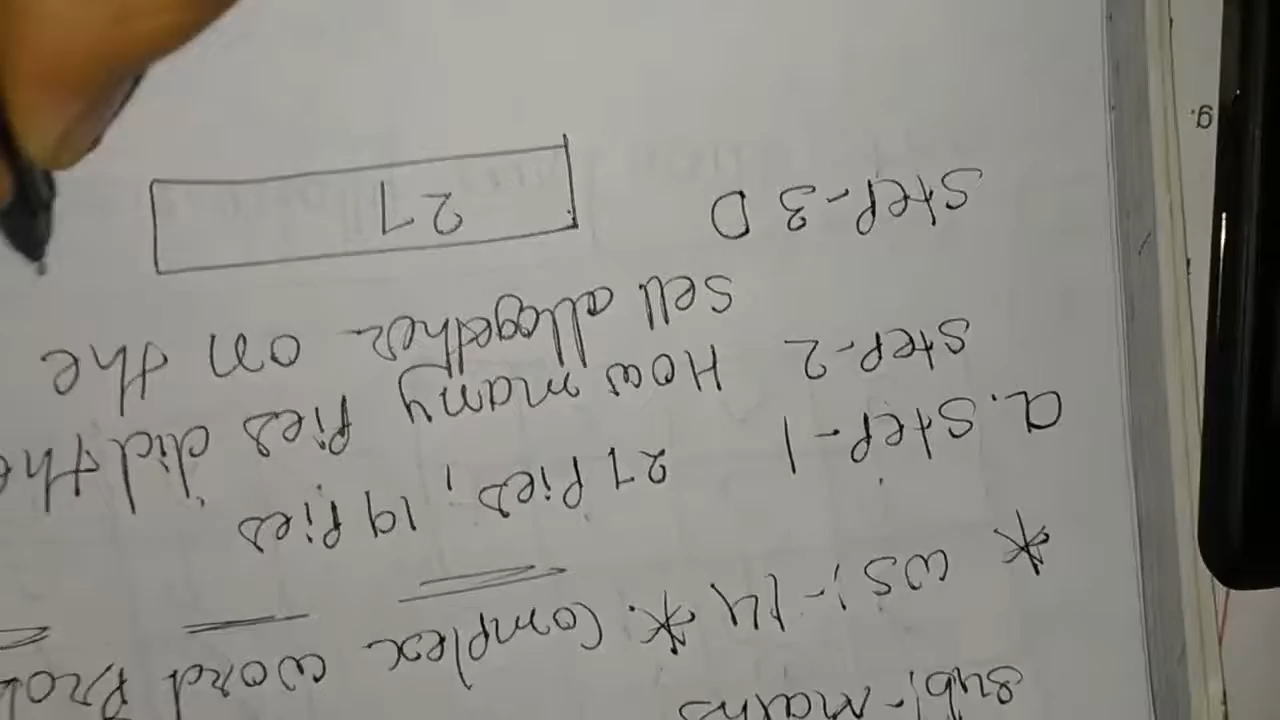 Sub:- Maths
* WS:- 14 * Complex word Prob
a. Step-1 27 Pies, 19 Pies
Step-2 How many Pies did the
sell altogether on the
Step-3 D 27
9.